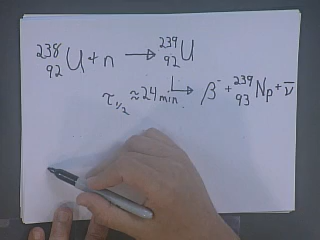 ²³⁸₉₂U + n → ²³⁹₉₂U
τ₁/₂ ≈ 24 min ↳ β⁻ + ²³⁹₉₃Np + ν̅